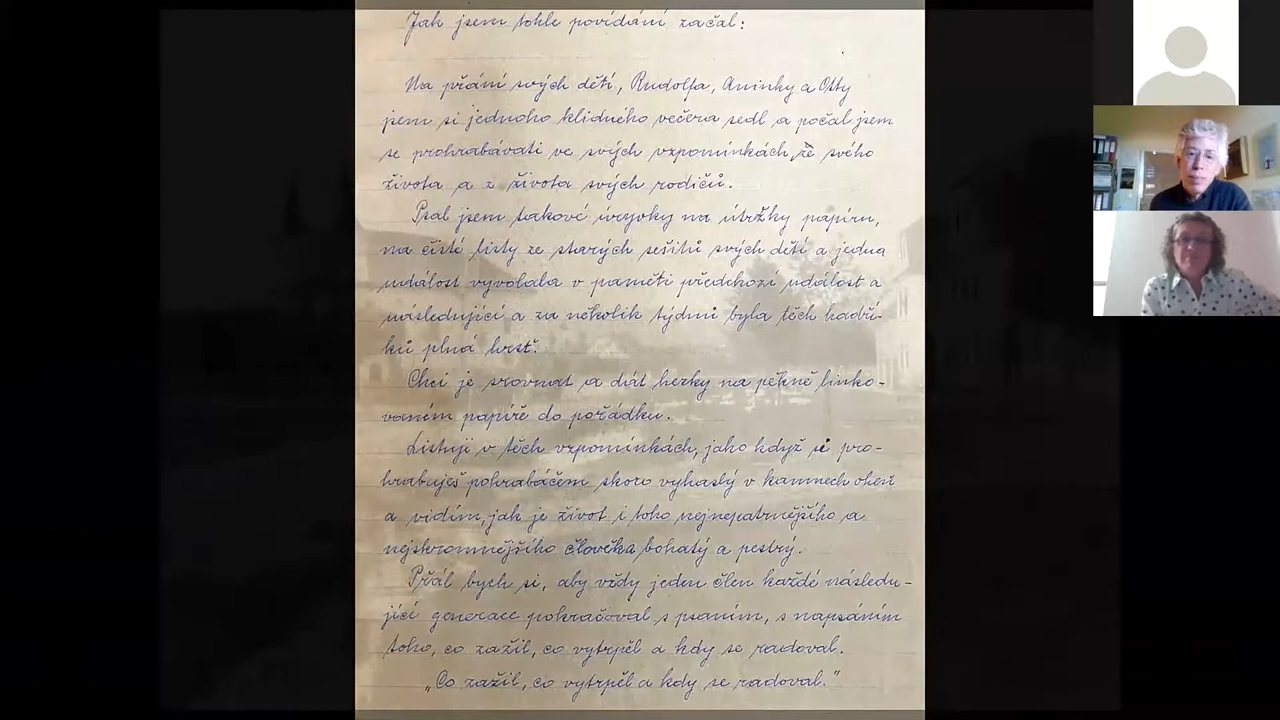 Jak jsem tohle povídání začal:
Na přání svých dětí, Rudolfa, Aninky a Otty
jsem si jednoho klidného večera sedl a počal jsem
se prohrabávati ve svých vzpomínkách, ze svého
života a z života svých rodičů.
Psal jsem takové úryvky na útržky papíru,
na čisté listy ze starých sešitů svých dětí a jedna
událost vyvolala v paměti předchozí událost a
následující a za několik týdnů byla těch hadří-
ků plná hrsť.
Chci je srovnat a dát hezky na pěkně linko-
vaném papíře do pořádku.
Listuji v těch vzpomínkách, jako když si pro-
hrabuješ pohrabáčem skoro vyhaslý v kamnech oheň
a vidím, jak je život i toho nejnepatrnějšího a
nejskromnějšího člověka bohatý a pestrý.
Přál bych si, aby vždy jeden člen každé následu-
jící generace pokračoval s psaním, s napsáním
toho, co zažil, co vytrpěl a kdy se radoval.
„Co zažil, co vytrpěl a kdy se radoval."